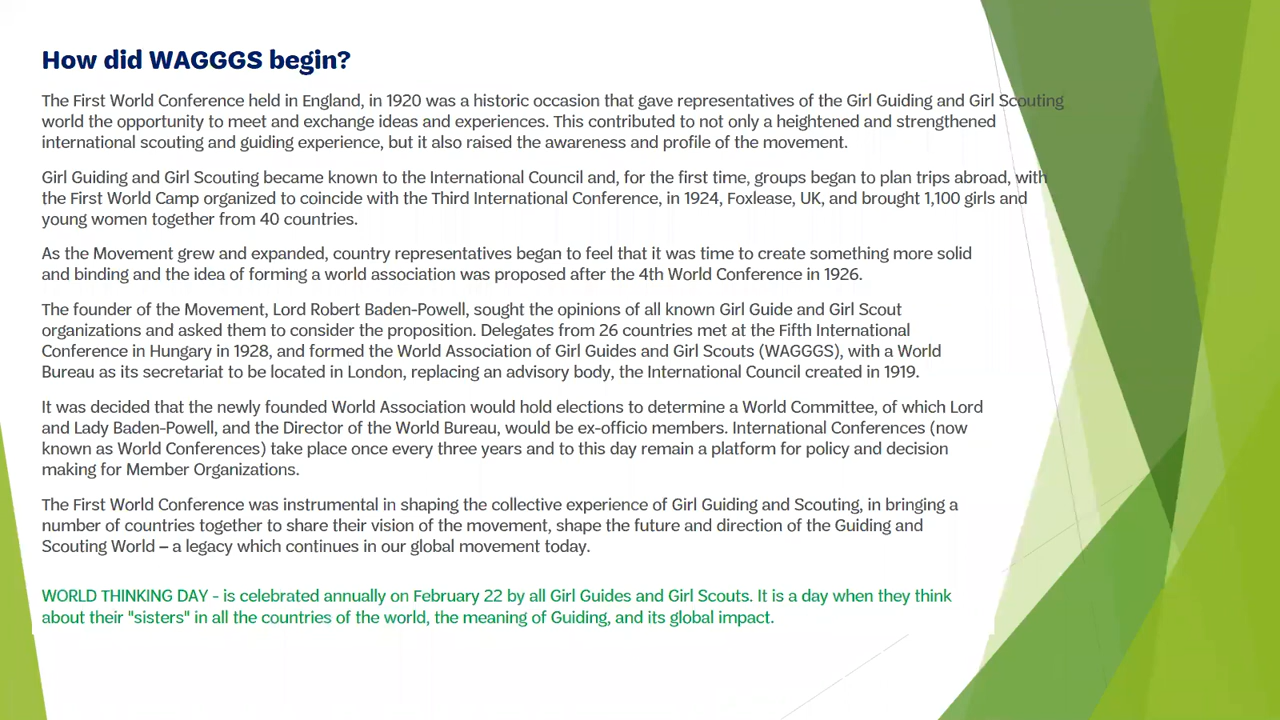 How did WAGGGS begin?
The First World Conference held in England, in 1920 was a historic occasion that gave representatives of the Girl Guiding and Girl Scouting
world the opportunity to meet and exchange ideas and experiences. This contributed to not only a heightened and strengthened
international scouting and guiding experience, but it also raised the awareness and profile of the movement.
Girl Guiding and Girl Scouting became known to the International Council and, for the first time, groups began to plan trips abroad, with
the First World Camp organized to coincide with the Third International Conference, in 1924, Foxlease, UK, and brought 1,100 girls and
young women together from 40 countries.
As the Movement grew and expanded, country representatives began to feel that it was time to create something more solid
and binding and the idea of forming a world association was proposed after the 4th World Conference in 1926.
The founder of the Movement, Lord Robert Baden-Powell, sought the opinions of all known Girl Guide and Girl Scout
organizations and asked them to consider the proposition. Delegates from 26 countries met at the Fifth International
Conference in Hungary in 1928, and formed the World Association of Girl Guides and Girl Scouts (WAGGGS), with a World
Bureau as its secretariat to be located in London, replacing an advisory body, the International Council created in 1919.
It was decided that the newly founded World Association would hold elections to determine a World Committee, of which Lord
and Lady Baden-Powell, and the Director of the World Bureau, would be ex-officio members. International Conferences (now
known as World Conferences) take place once every three years and to this day remain a platform for policy and decision
making for Member Organizations.
The First World Conference was instrumental in shaping the collective experience of Girl Guiding and Scouting, in bringing a
number of countries together to share their vision of the movement, shape the future and direction of the Guiding and
Scouting World – a legacy which continues in our global movement today.
WORLD THINKING DAY - is celebrated annually on February 22 by all Girl Guides and Girl Scouts. It is a day when they think
about their "sisters" in all the countries of the world, the meaning of Guiding, and its global impact.